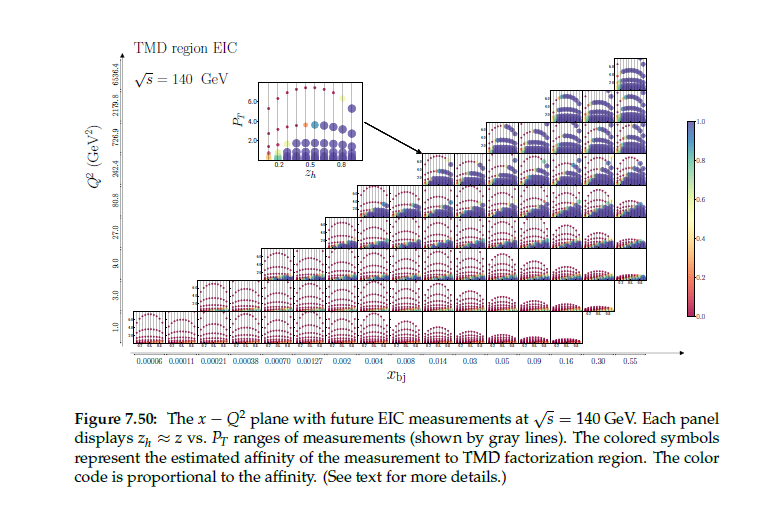 TMD region EIC
√s = 140 GeV
Q² (GeV²)
6536.4
2179.8
726.9
242.4
80.8
27.0
9.0
3.0
1.0
P_T
6.0
4.0
2.0
0.2 0.5 0.8
z_h
1.0
0.8
0.6
0.4
0.2
0.0
0.00006 0.00011 0.00021 0.00038 0.00070 0.00127 0.002 0.004 0.008 0.014 0.03 0.05 0.09 0.16 0.30 0.55
x_bj
Figure 7.50: The x − Q² plane with future EIC measurements at √s = 140 GeV. Each panel
displays z_h ≈ z vs. P_T ranges of measurements (shown by gray lines). The colored symbols
represent the estimated affinity of the measurement to TMD factorization region. The color
code is proportional to the affinity. (See text for more details.)